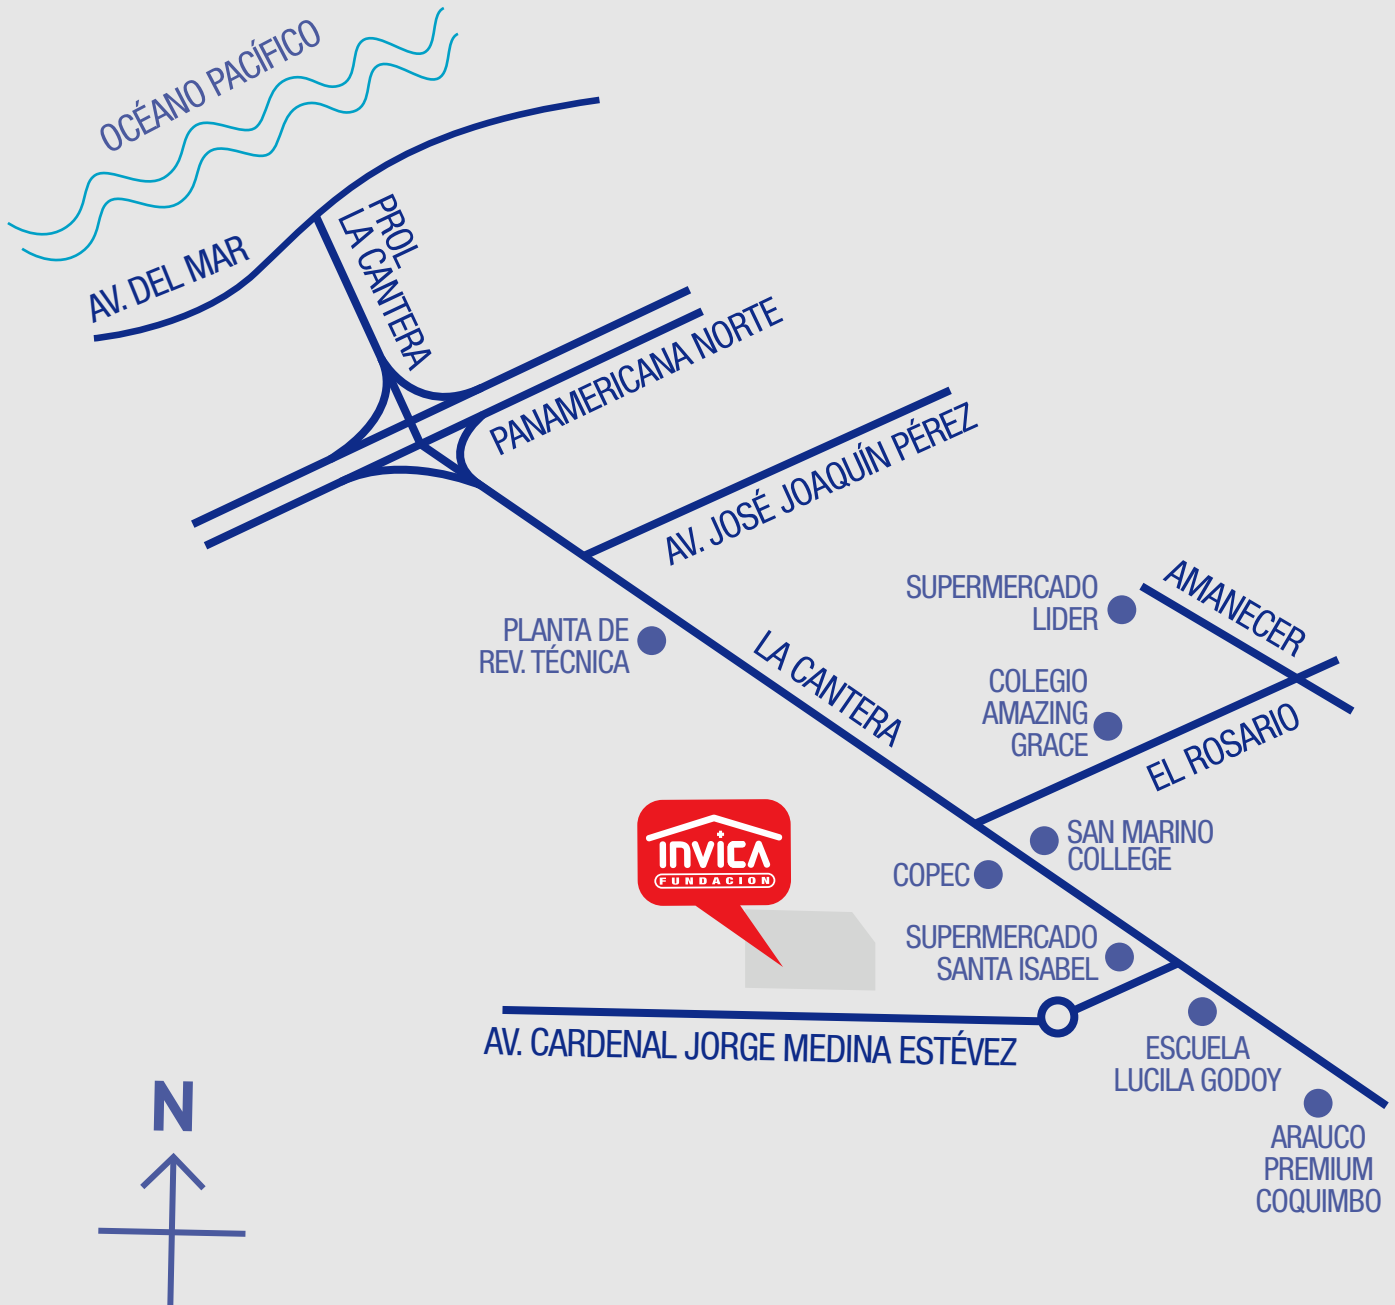 OCÉANO PACÍFICO
AV. DEL MAR
PROL
LA CANTERA
PANAMERICANA NORTE
AV. JOSÉ JOAQUÍN PÉREZ
AMANECER
SUPERMERCADO
LIDER
PLANTA DE
REV. TÉCNICA
LA CANTERA
COLEGIO
AMAZING
GRACE
EL ROSARIO
INVICA
FUNDACION
SAN MARINO
COLLEGE
COPEC
SUPERMERCADO
SANTA ISABEL
AV. CARDENAL JORGE MEDINA ESTÉVEZ
ESCUELA
LUCILA GODOY
ARAUCO
PREMIUM
COQUIMBO
N